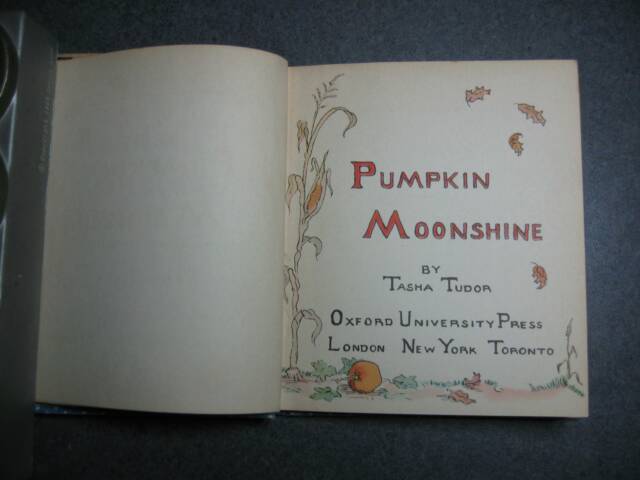 PUMPKIN
MOONSHINE
BY
TASHA TUDOR
OXFORD UNIVERSITY PRESS
LONDON NEW YORK TORONTO